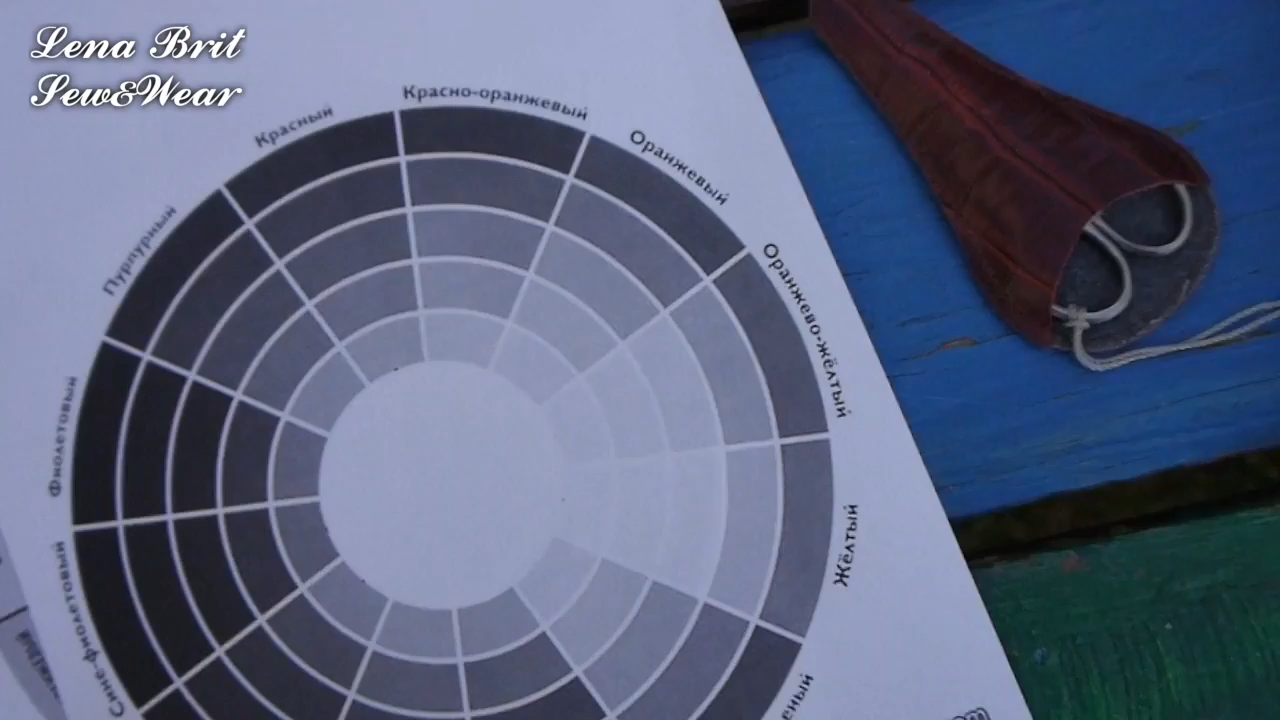 Lena Brit
Sew&Wear
Красно-оранжевый
Красный
Оранжевый
Пурпурный
Оранжево-жёлтый
Фиолетовый
Жёлтый
Сине-фиолетовый